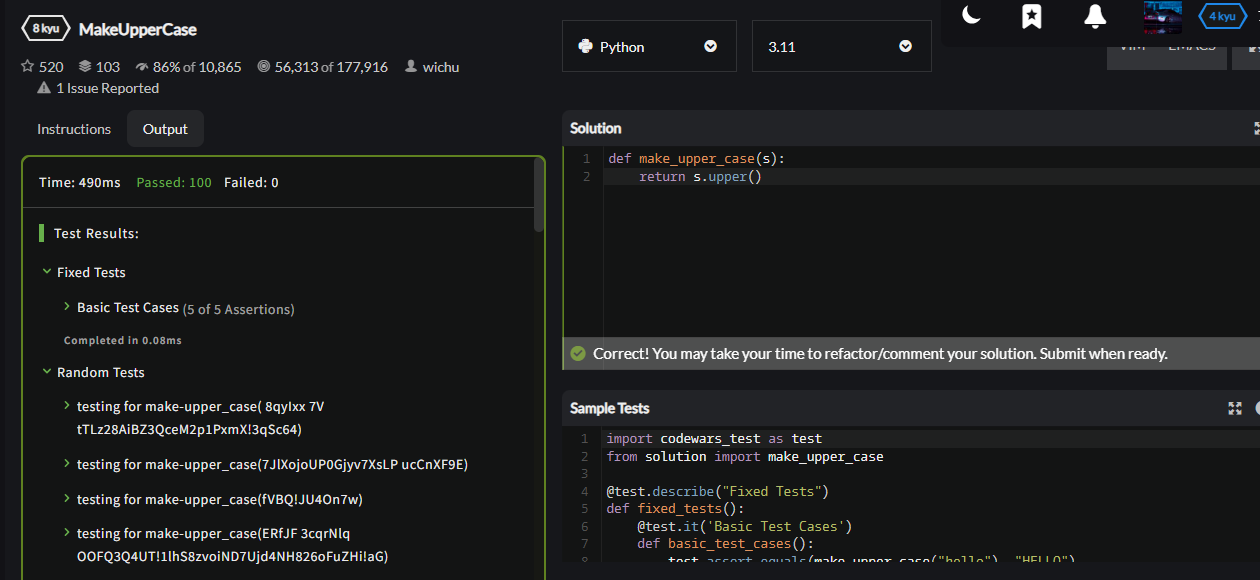 8 kyu MakeUpperCase
520 103 86% of 10,865 56,313 of 177,916 wichu
1 Issue Reported
Python
3.11
4 kyu
VIM EMACS
Instructions Output
Time: 490ms Passed: 100 Failed: 0
Test Results:
Fixed Tests
Basic Test Cases (5 of 5 Assertions)
Completed in 0.08ms
Random Tests
testing for make-upper_case( 8qyIxx 7V
tTLz28AiBZ3QceM2p1PxmX!3qSc64)
testing for make-upper_case(7JlXojoUP0Gjyv7XsLP ucCnXF9E)
testing for make-upper_case(fVBQ!JU4On7w)
testing for make-upper_case(ERfJF 3cqrNlq
OOFQ3Q4UT!1lhS8zvoiND7Ujd4NH826oFuZHi!aG)
Solution
1 def make_upper_case(s):
2 return s.upper()
Correct! You may take your time to refactor/comment your solution. Submit when ready.
Sample Tests
1 import codewars_test as test
2 from solution import make_upper_case
3
4 @test.describe("Fixed Tests")
5 def fixed_tests():
6 @test.it('Basic Test Cases')
7 def basic_test_cases():
8 test.assert_equals(make_upper_case("hello"), "HELLO")